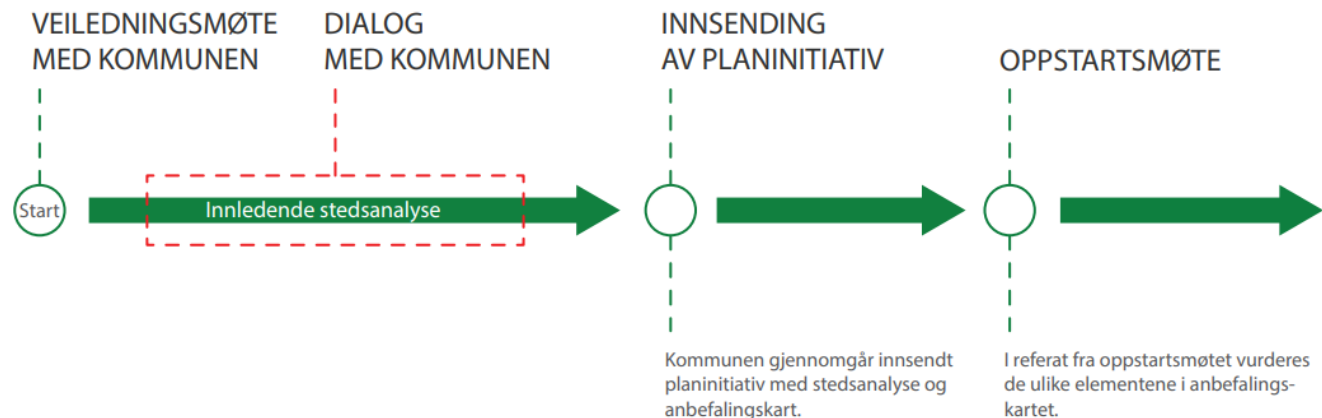 VEILEDNINGSMØTE
MED KOMMUNEN
DIALOG
MED KOMMUNEN
INNSENDING
AV PLANINITIATIV
OPPSTARTSMØTE
Start
Innledende stedsanalyse
Kommunen gjennomgår innsendt
planinitiativ med stedsanalyse og
anbefalingskart.
I referat fra oppstartsmøtet vurderes
de ulike elementene i anbefalings-
kartet.